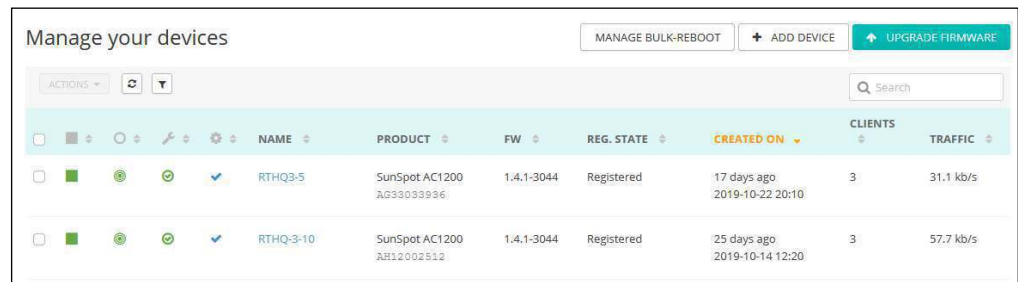 Manage your devices
MANAGE BULK-REBOOT
+ ADD DEVICE
UPGRADE FIRMWARE
ACTIONS
Search
NAME PRODUCT FW REG. STATE CREATED ON CLIENTS TRAFFIC
RTHQ3-5 SunSpot AC1200 1.4.1-3044 Registered 17 days ago 3 31.1 kb/s
AG33033936 2019-10-22 20:10
RTHQ-3-10 SunSpot AC1200 1.4.1-3044 Registered 25 days ago 3 57.7 kb/s
AH12002512 2019-10-14 12:20